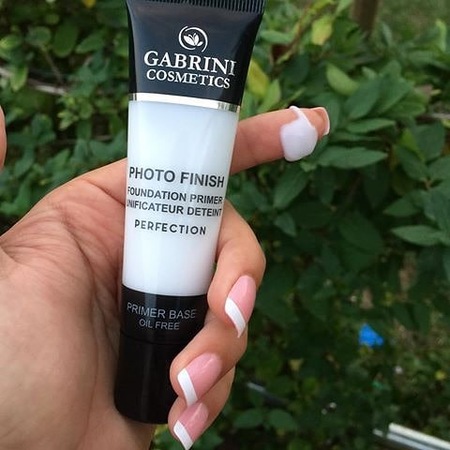 GABRINI
COSMETICS
PHOTO FINISH
FOUNDATION PRIMER
UNIFICATEUR DETEINT
PERFECTION
PRIMER BASE
OIL FREE